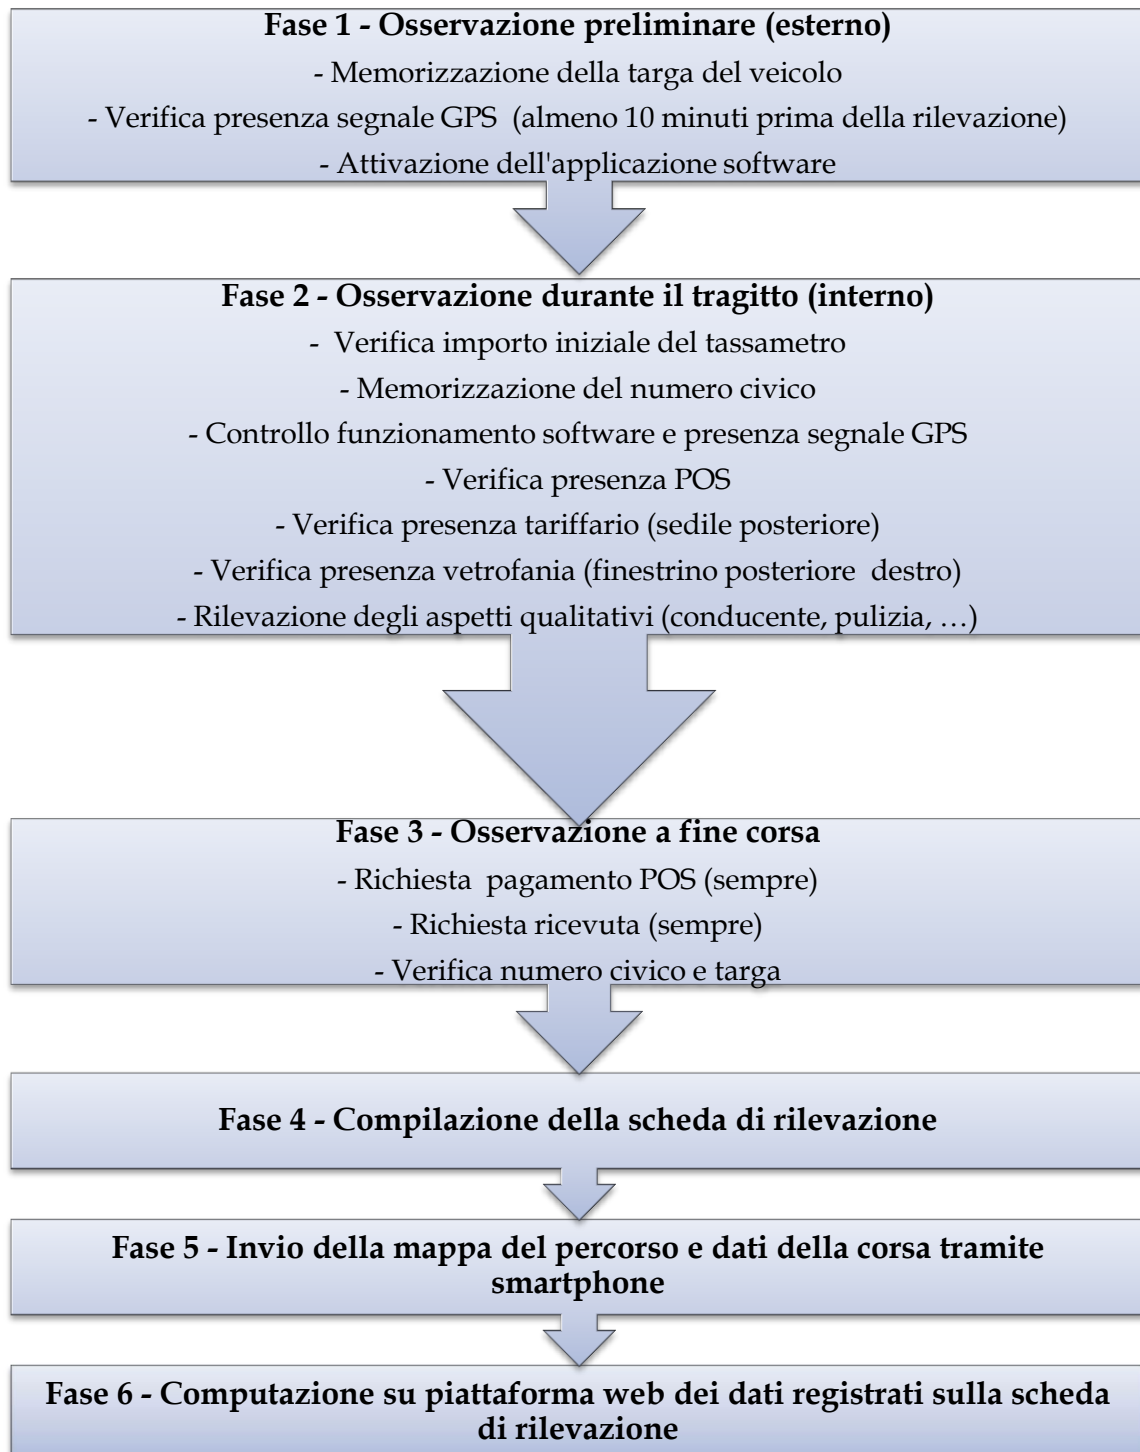 Fase 1 - Osservazione preliminare (esterno)
- Memorizzazione della targa del veicolo
- Verifica presenza segnale GPS (almeno 10 minuti prima della rilevazione)
- Attivazione dell'applicazione software
Fase 2 - Osservazione durante il tragitto (interno)
- Verifica importo iniziale del tassametro
- Memorizzazione del numero civico
- Controllo funzionamento software e presenza segnale GPS
- Verifica presenza POS
- Verifica presenza tariffario (sedile posteriore)
- Verifica presenza vetrofania (finestrino posteriore destro)
- Rilevazione degli aspetti qualitativi (conducente, pulizia, …)
Fase 3 - Osservazione a fine corsa
- Richiesta pagamento POS (sempre)
- Richiesta ricevuta (sempre)
- Verifica numero civico e targa
Fase 4 - Compilazione della scheda di rilevazione
Fase 5 - Invio della mappa del percorso e dati della corsa tramite
smartphone
Fase 6 - Computazione su piattaforma web dei dati registrati sulla scheda
di rilevazione